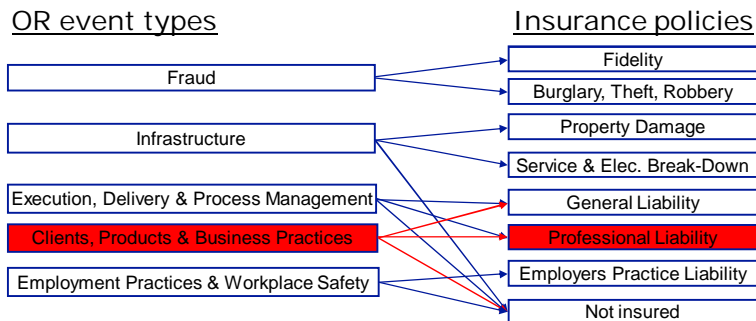 OR event types
Insurance policies
Fraud
Infrastructure
Execution, Delivery & Process Management
Clients, Products & Business Practices
Employment Practices & Workplace Safety
Fidelity
Burglary, Theft, Robbery
Property Damage
Service & Elec. Break-Down
General Liability
Professional Liability
Employers Practice Liability
Not insured